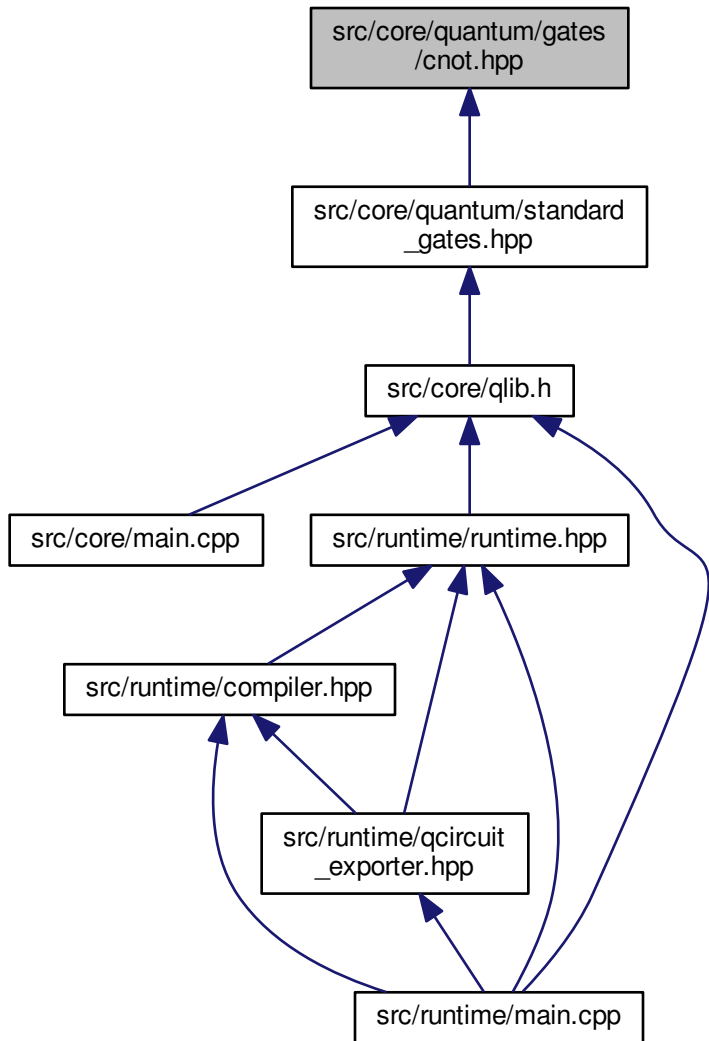 src/core/quantum/gates
/cnot.hpp
src/core/quantum/standard
_gates.hpp
src/core/qlib.h
src/core/main.cpp
src/runtime/runtime.hpp
src/runtime/compiler.hpp
src/runtime/qcircuit
_exporter.hpp
src/runtime/main.cpp